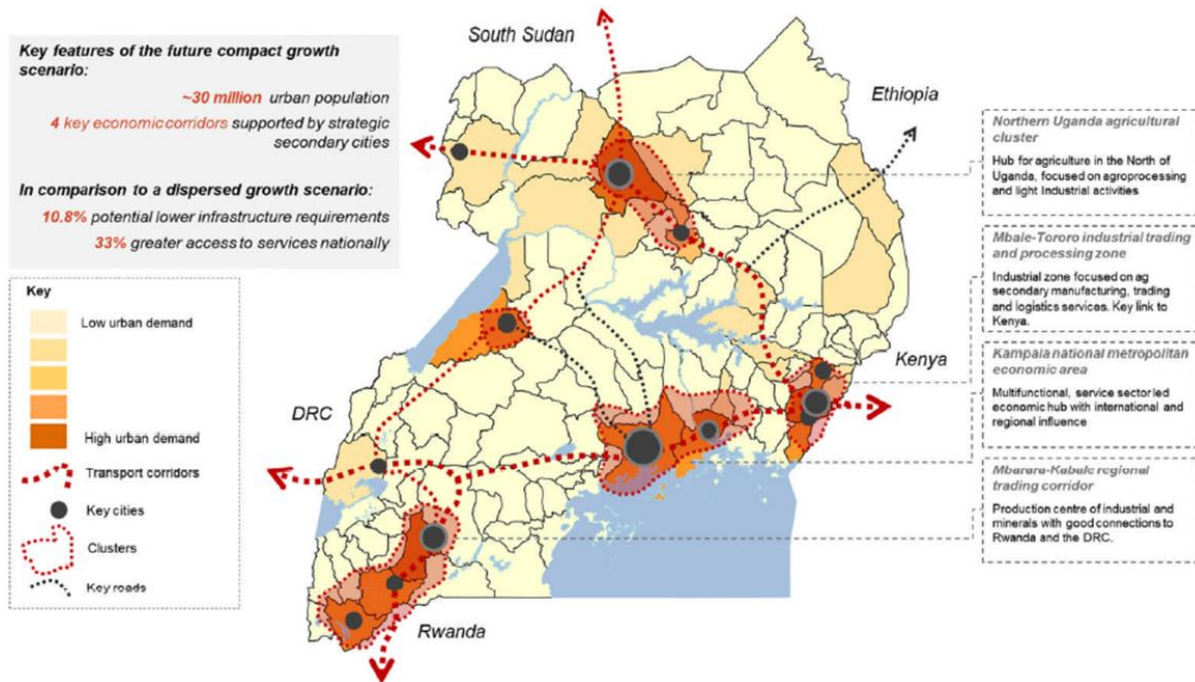 Key features of the future compact growth
scenario:
~30 million urban population
4 key economic corridors supported by strategic
secondary cities
In comparison to a dispersed growth scenario:
10.8% potential lower infrastructure requirements
33% greater access to services nationally
Key
Low urban demand
High urban demand
Transport corridors
Key cities
Clusters
Key roads
South Sudan
Ethiopia
Kenya
DRC
Rwanda
Northern Uganda agricultural
cluster
Hub for agriculture in the North of
Uganda, focused on agroprocessing
and light Industrial activities
Mbale-Tororo industrial trading
and processing zone
Industrial zone focused on ag
secondary manufacturing, trading
and logistics services. Key link to
Kenya.
Kampala national metropolitan
economic area
Multifunctional, service sector led
economic hub with international and
regional influence
Mbarara-Kabale regional
trading corridor
Production centre of industrial and
minerals with good connections to
Rwanda and the DRC.